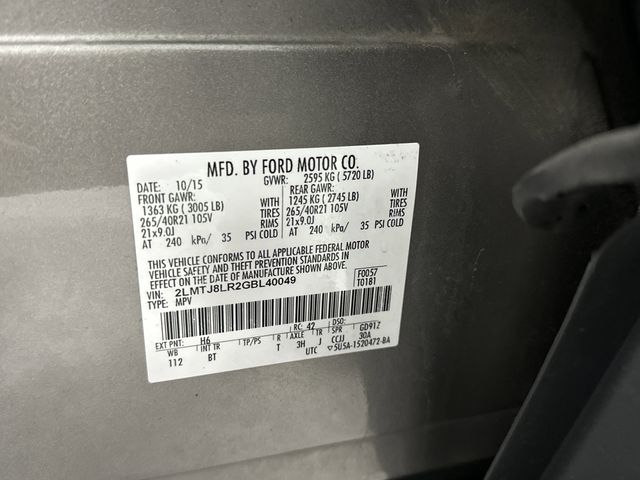 MFD. BY FORD MOTOR CO.
DATE: 10/15 GVWR: 2595 KG ( 5720 LB)
FRONT GAWR: REAR GAWR:
1363 KG ( 3005 LB) WITH 1245 KG ( 2745 LB) WITH
265/40R21 105V TIRES 265/40R21 105V TIRES
21x9.0J RIMS 21x9.0J RIMS
AT 240 kPa/ 35 PSI COLD AT 240 kPa/ 35 PSI COLD
THIS VEHICLE CONFORMS TO ALL APPLICABLE FEDERAL MOTOR
VEHICLE SAFETY AND THEFT PREVENTION STANDARDS IN
EFFECT ON THE DATE OF MANUFACTURE SHOWN ABOVE. F0057
VIN: 2LMTJ8LR2GBL40049 T0181
TYPE: MPV
EXT PNT: H6 RC: 42 DSO:
WB INT TR TP/PS R AXLE TR SPR GD91Z
112 BT T 3H J CCJJ 30A
UTC ▽5U5A-1520472-BA